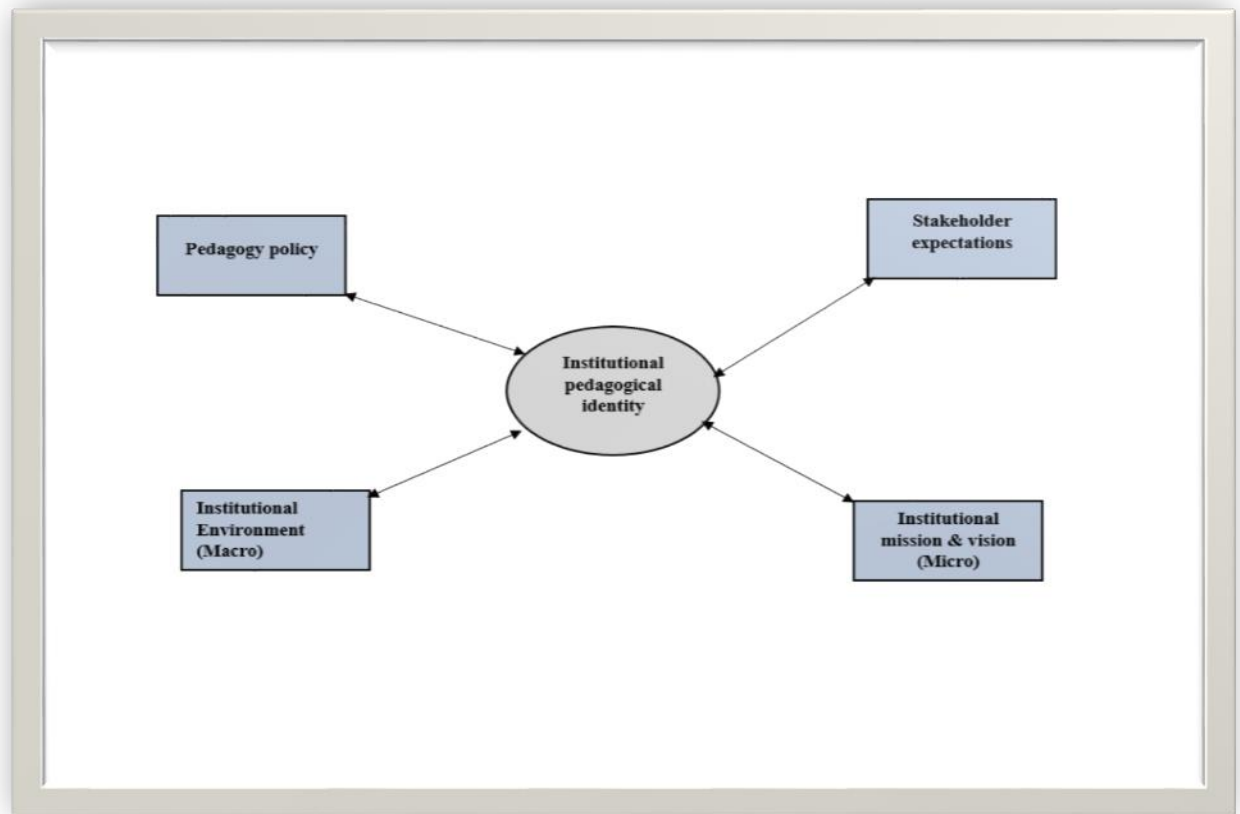 Pedagogy policy
Stakeholder
expectations
Institutional
pedagogical
identity
Institutional
Environment
(Macro)
Institutional
mission & vision
(Micro)